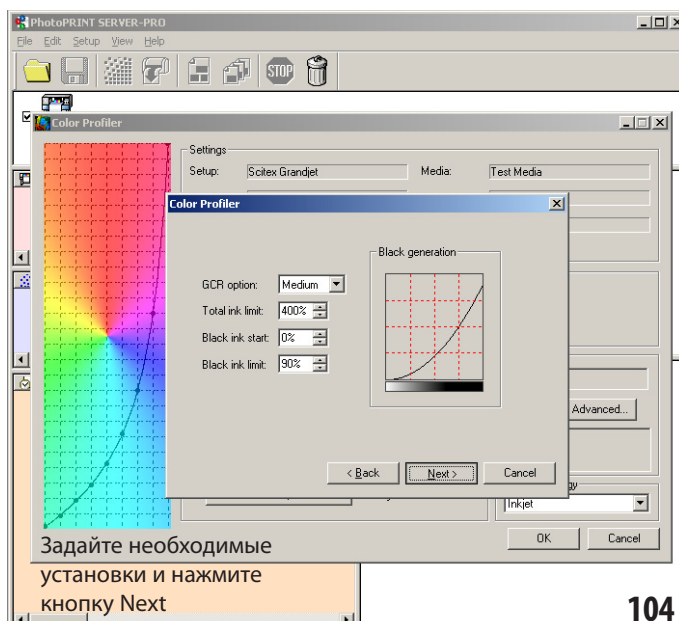 PhotoPRINT SERVER-PRO
File Edit Setup View Help
STOP
Color Profiler
Settings
Setup: Scitex Grandjet Media: Test Media
Color Profiler
Black generation
GCR option: Medium
Total ink limit: 400%
Black ink start: 0%
Black ink limit: 90%
Advanced...
< Back Next > Cancel
Inkjet
OK Cancel
Задайте необходимые
установки и нажмите
кнопку Next
104